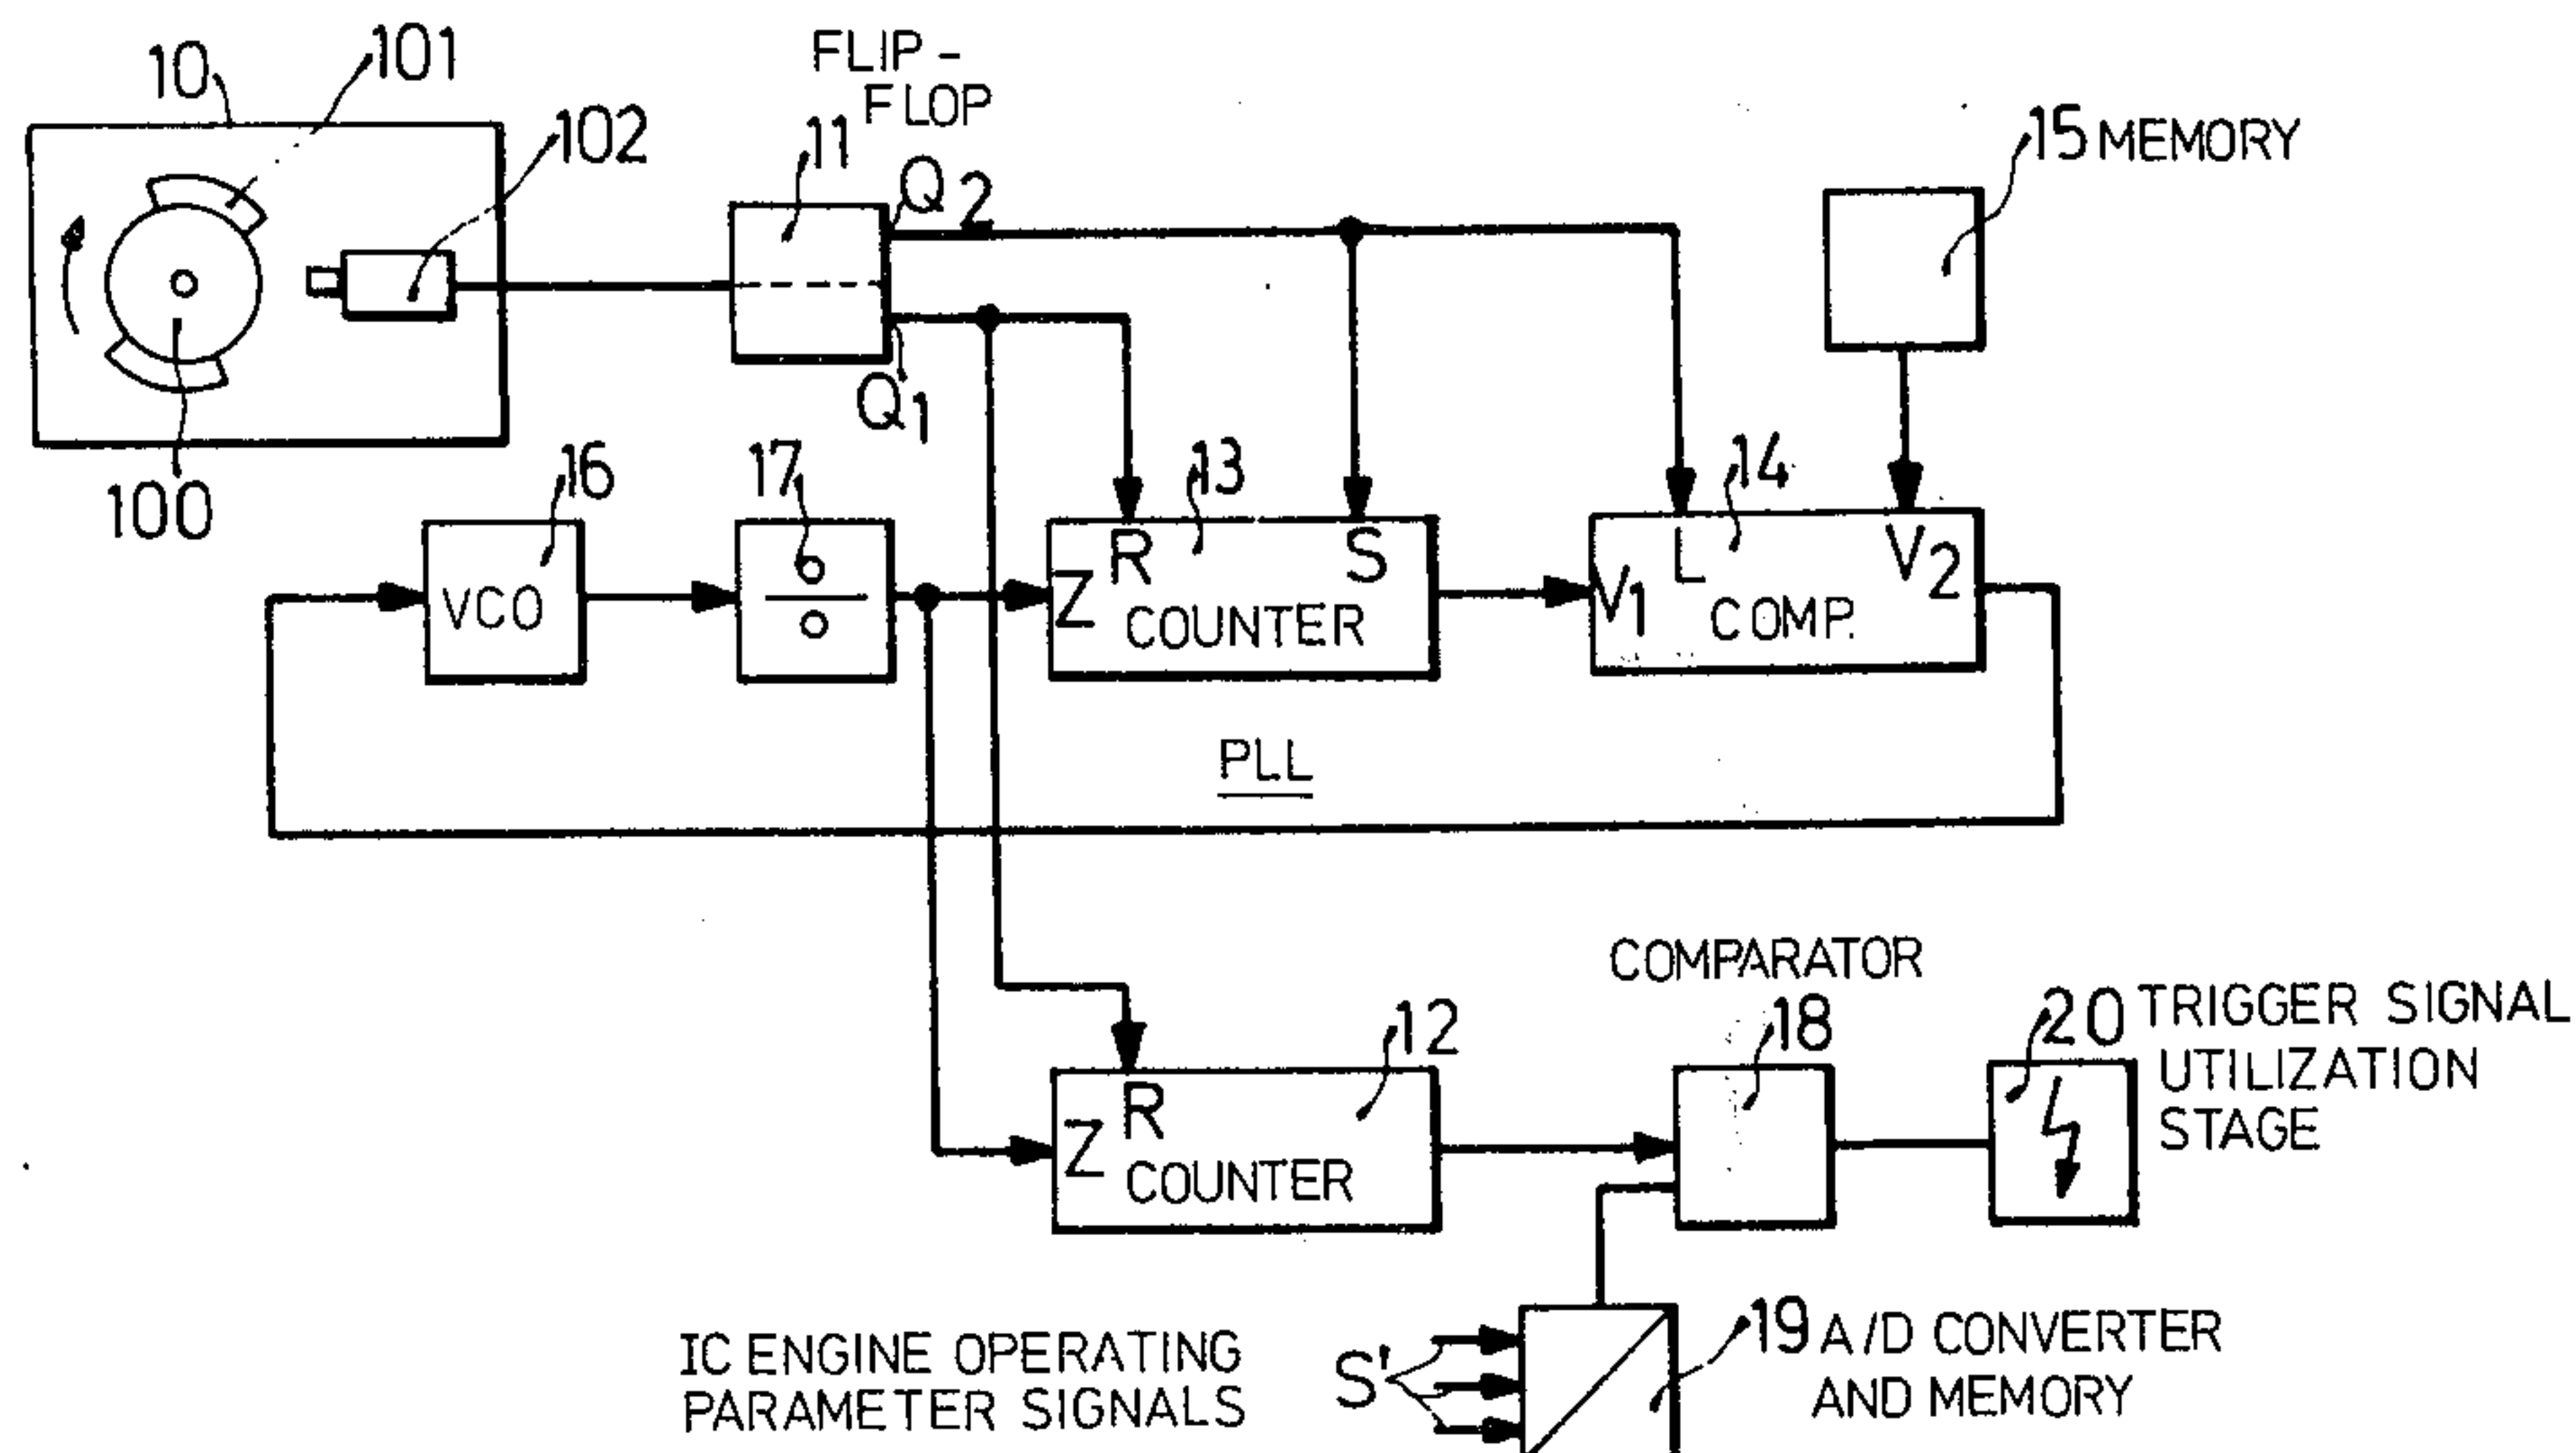 10
101
102
100
FLIP-
FLOP
11
Q2
Q1
15 MEMORY
16
VCO
17
13
Z R S
COUNTER
14
V1 L V2
COMP.
PLL
12
Z R
COUNTER
COMPARATOR
18
20 TRIGGER SIGNAL
UTILIZATION
STAGE
IC ENGINE OPERATING
PARAMETER SIGNALS
S'
19 A/D CONVERTER
AND MEMORY